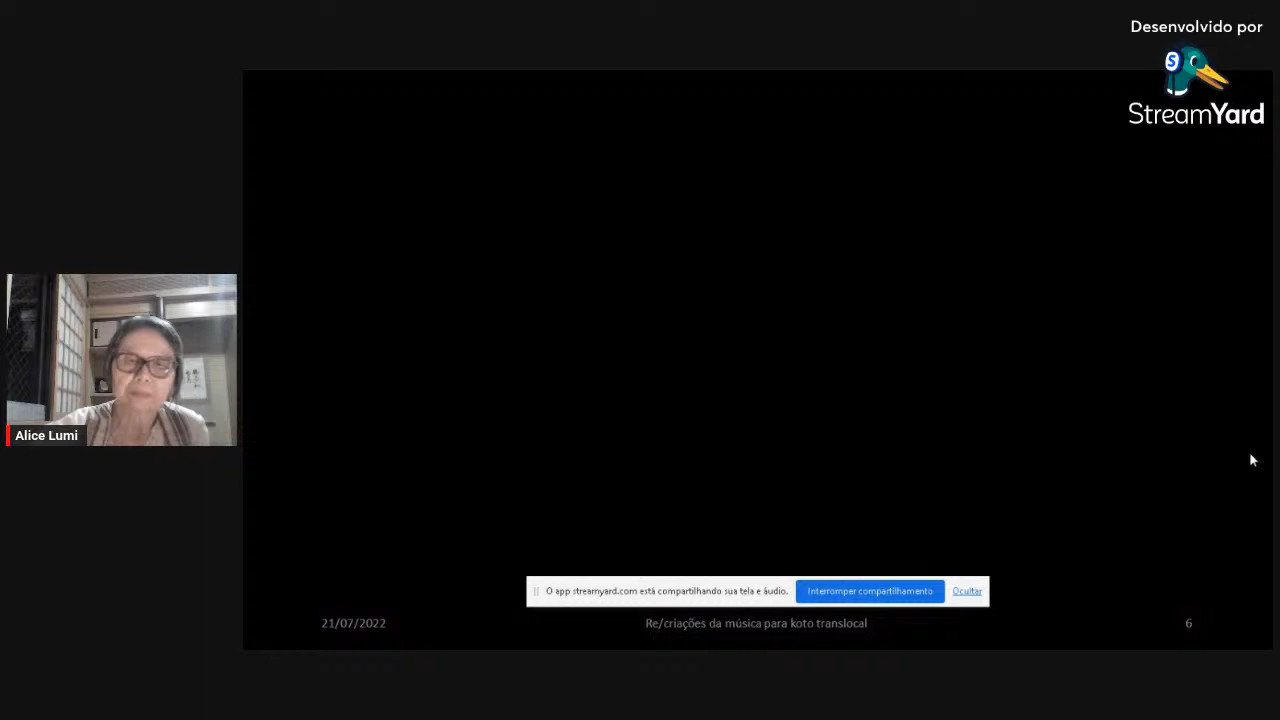 Desenvolvido por
StreamYard
Alice Lumi
O app streamyard.com está compartilhando sua tela e áudio.
Interromper compartilhamento
Ocultar
21/07/2022
Re/criações da música para koto translocal
6